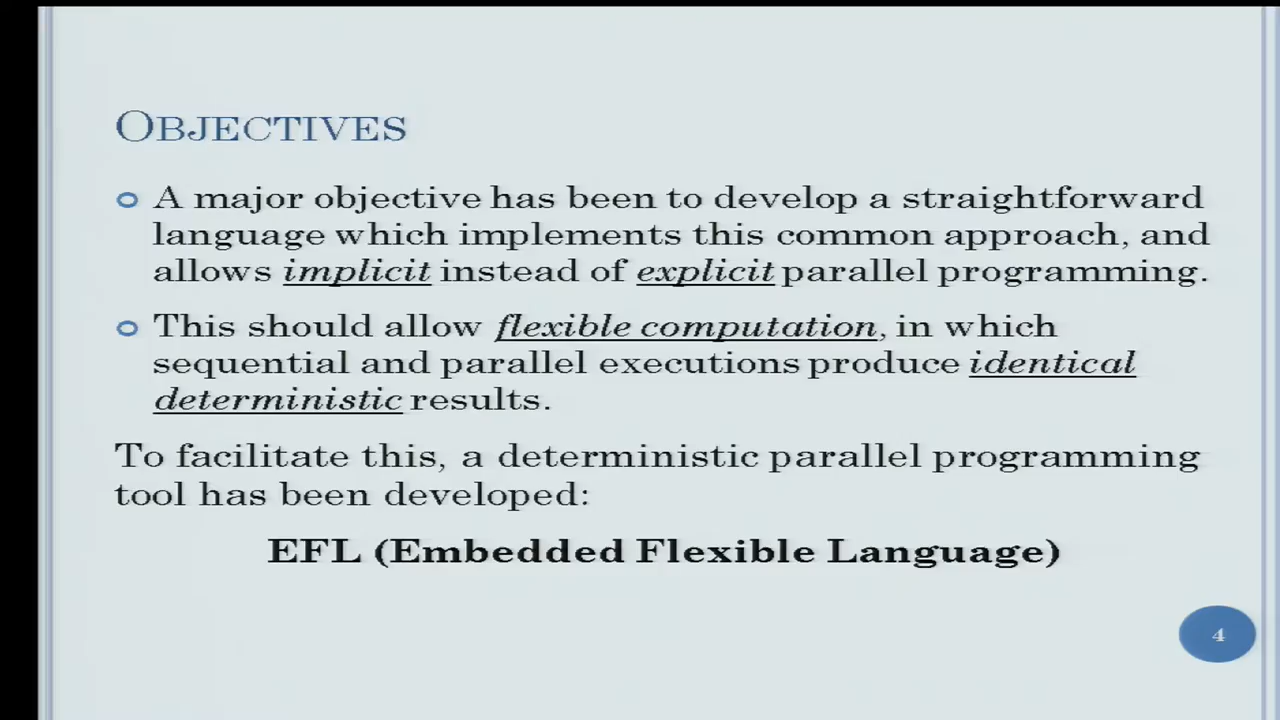 OBJECTIVES
A major objective has been to develop a straightforward
language which implements this common approach, and
allows implicit instead of explicit parallel programming.
This should allow flexible computation, in which
sequential and parallel executions produce identical
deterministic results.
To facilitate this, a deterministic parallel programming
tool has been developed:
EFL (Embedded Flexible Language)
4